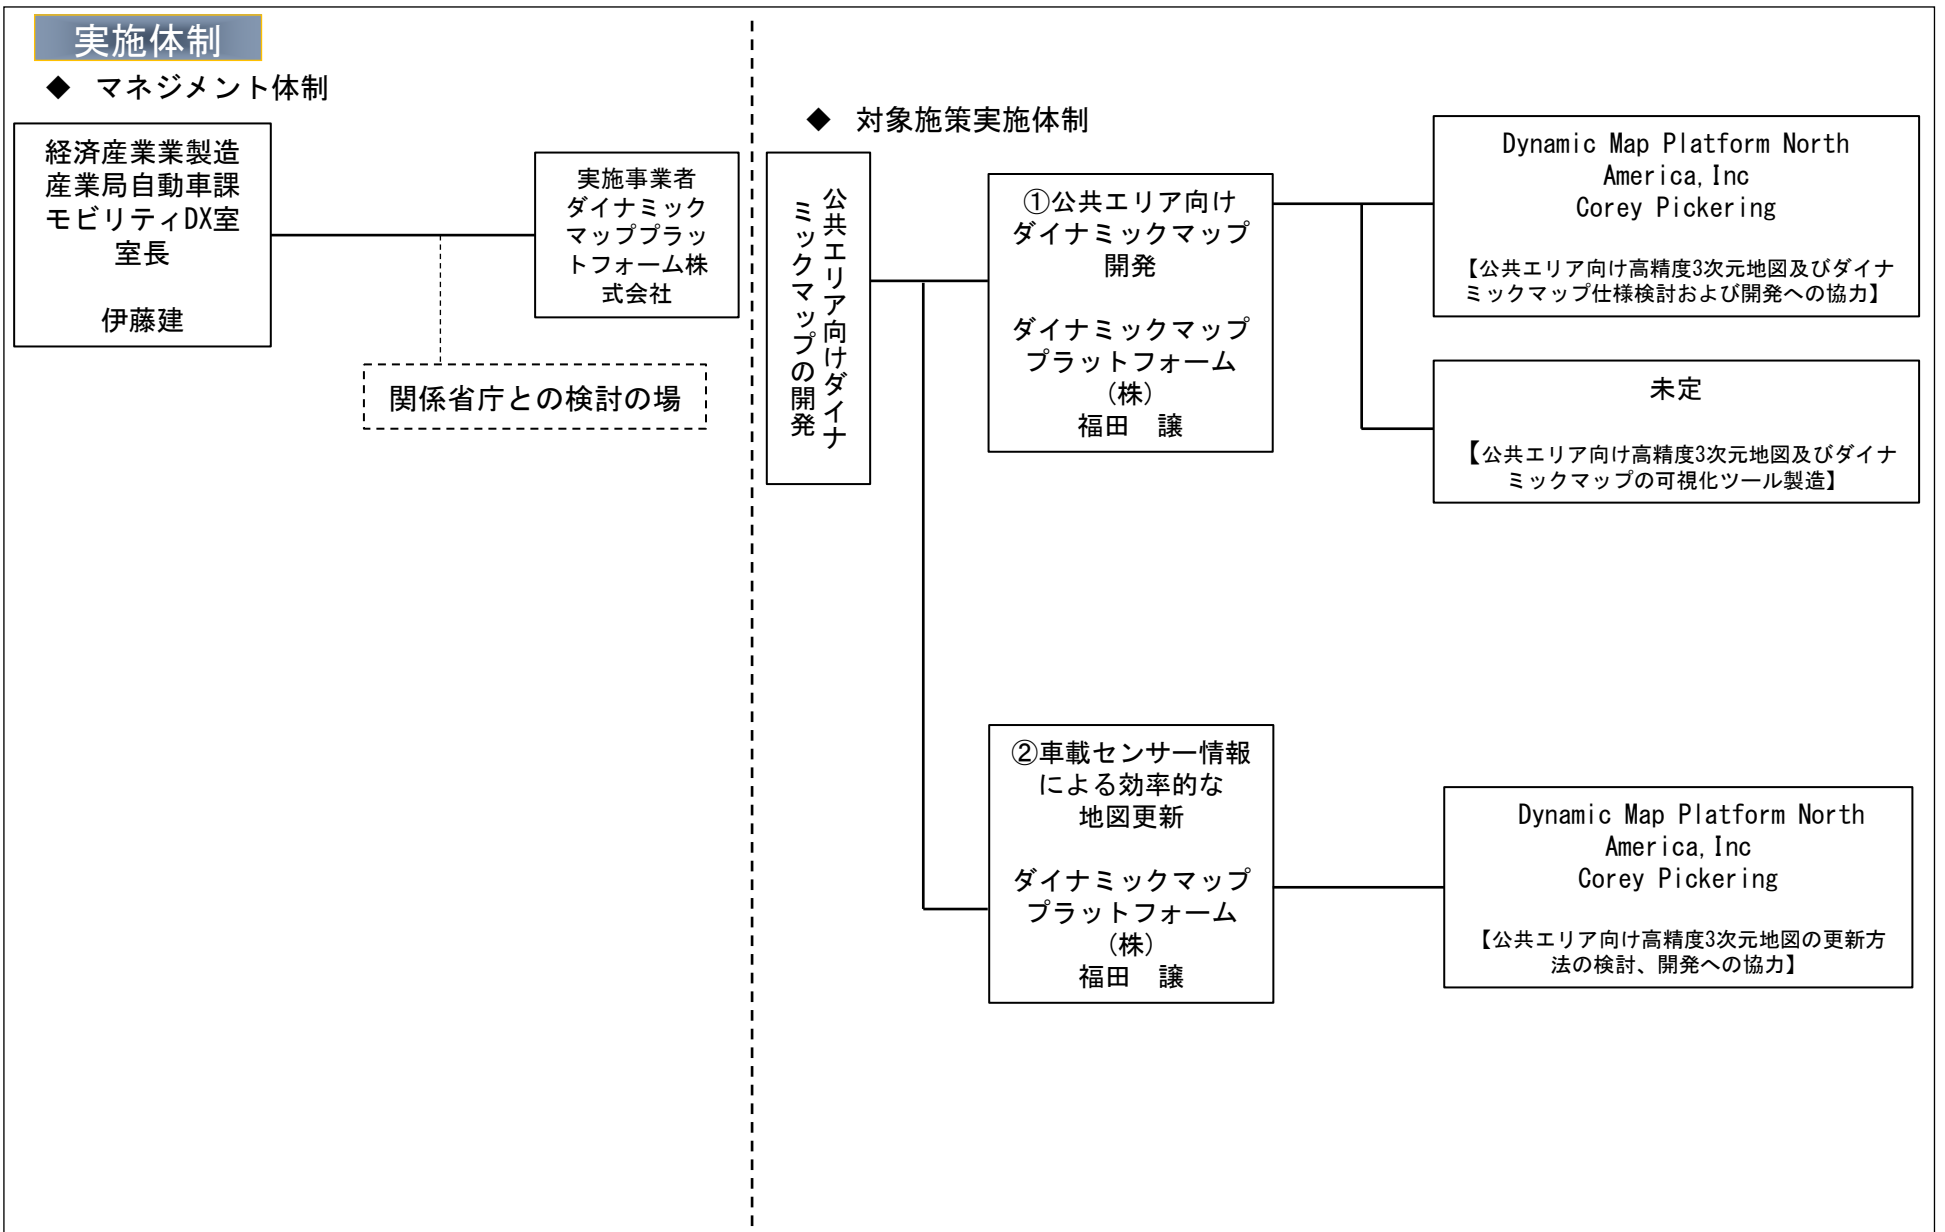 実施体制
◆ マネジメント体制
経済産業業製造
産業局自動車課
モビリティDX室
室長
伊藤建
実施事業者
ダイナミック
マッププラッ
トフォーム株
式会社
関係省庁との検討の場
◆ 対象施策実施体制
公共エリア向けダイナ
ミックマップの開発
①公共エリア向け
ダイナミックマップ
開発
ダイナミックマップ
プラットフォーム
(株)
福田 譲
Dynamic Map Platform North
America,Inc
Corey Pickering
【公共エリア向け高精度3次元地図及びダイナ
ミックマップ仕様検討および開発への協力】
未定
【公共エリア向け高精度3次元地図及びダイナ
ミックマップの可視化ツール製造】
②車載センサー情報
による効率的な
地図更新
ダイナミックマップ
プラットフォーム
(株)
福田 譲
Dynamic Map Platform North
America,Inc
Corey Pickering
【公共エリア向け高精度3次元地図の更新方
法の検討、開発への協力】